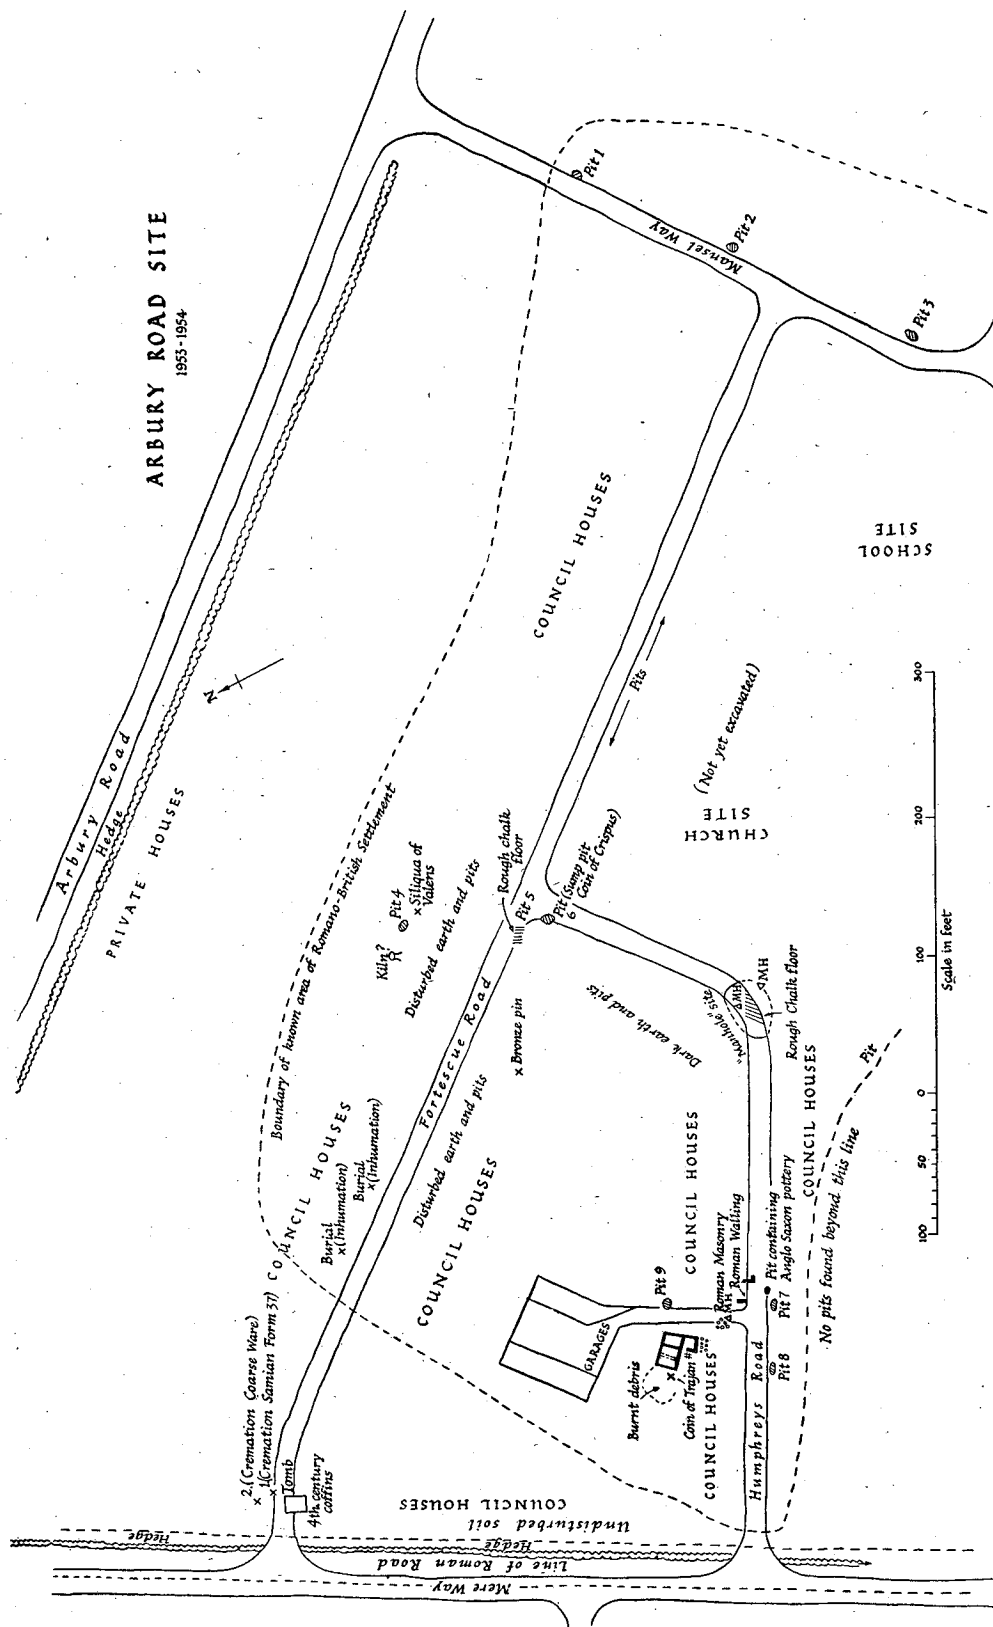 ARBURY ROAD SITE
1953-1954
Arbury Road
Hedge
PRIVATE HOUSES
N
Boundary of known area of Romano-British Settlement
Pit 1
Mansel Way
Pit 2
Pit 3
COUNCIL HOUSES
SCHOOL
SITE
Pits
(Not yet excavated)
CHURCH
SITE
Kiln?
Pit 4
x Siliqua of
Valens
Disturbed earth and pits
Rough chalk
floor
Pit 5
Pit (Sump pit
6 Coin of Crispus)
Fortescue Road
x Bronze pin
Dark earth and pits
"Manhole" Site
MH
MH
Rough Chalk floor
COUNCIL HOUSES
Burial
x (Inhumation)
Burial
x (Inhumation)
Disturbed earth and pits
COUNCIL HOUSES
2. (Cremation Coarse Ware)
x 1. (Cremation Samian Form 37)
x
Tomb
4th century
coffins
GARAGES
Pit 9
COUNCIL HOUSES
Roman Masonry
MH
Roman Walling
Burnt debris
x
Coin of Trajan
COUNCIL HOUSES
Humphreys Road
Pit containing
Anglo Saxon pottery
Pit 7
Pit 8
COUNCIL HOUSES
No pits found beyond this line
Pit
COUNCIL HOUSES
Undisturbed soil
Hedge
Hedge
Line of Roman Road
Mere Way
100 50 0 100 200 300
Scale in feet